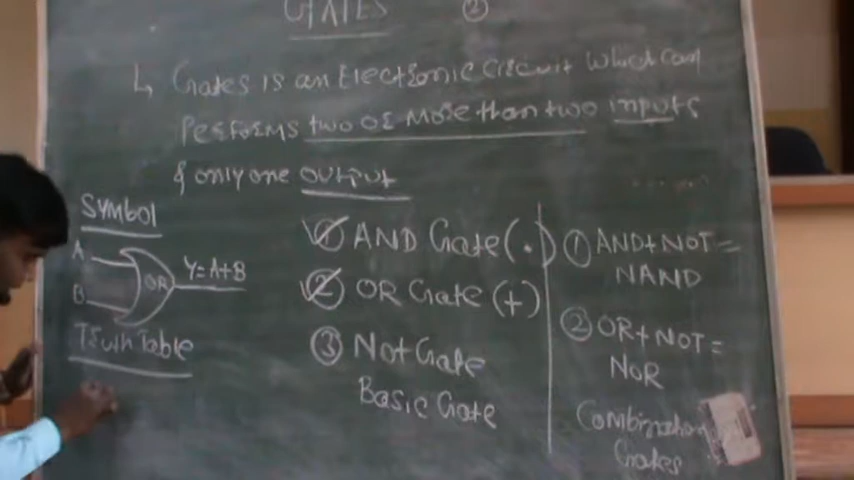 GATES ②
↳ Gates is an Electronic Circuit which can
Performs two or more than two inputs
& only one output
Symbol
A
B
OR
Y=A+B
Truth Table
① AND Gate (.)
② OR Gate (+)
③ Not Gate
Basic Gate
① AND+NOT=
NAND
② OR+NOT=
NOR
Combination
Gates